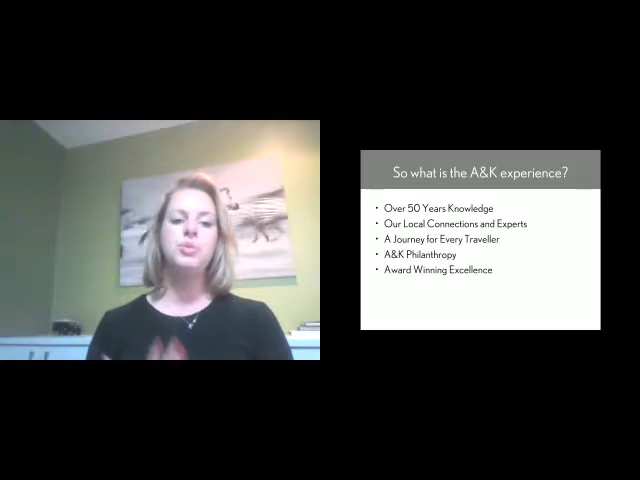 So what is the A&K experience?
• Over 50 Years Knowledge
• Our Local Connections and Experts
• A Journey for Every Traveller
• A&K Philanthropy
• Award Winning Excellence